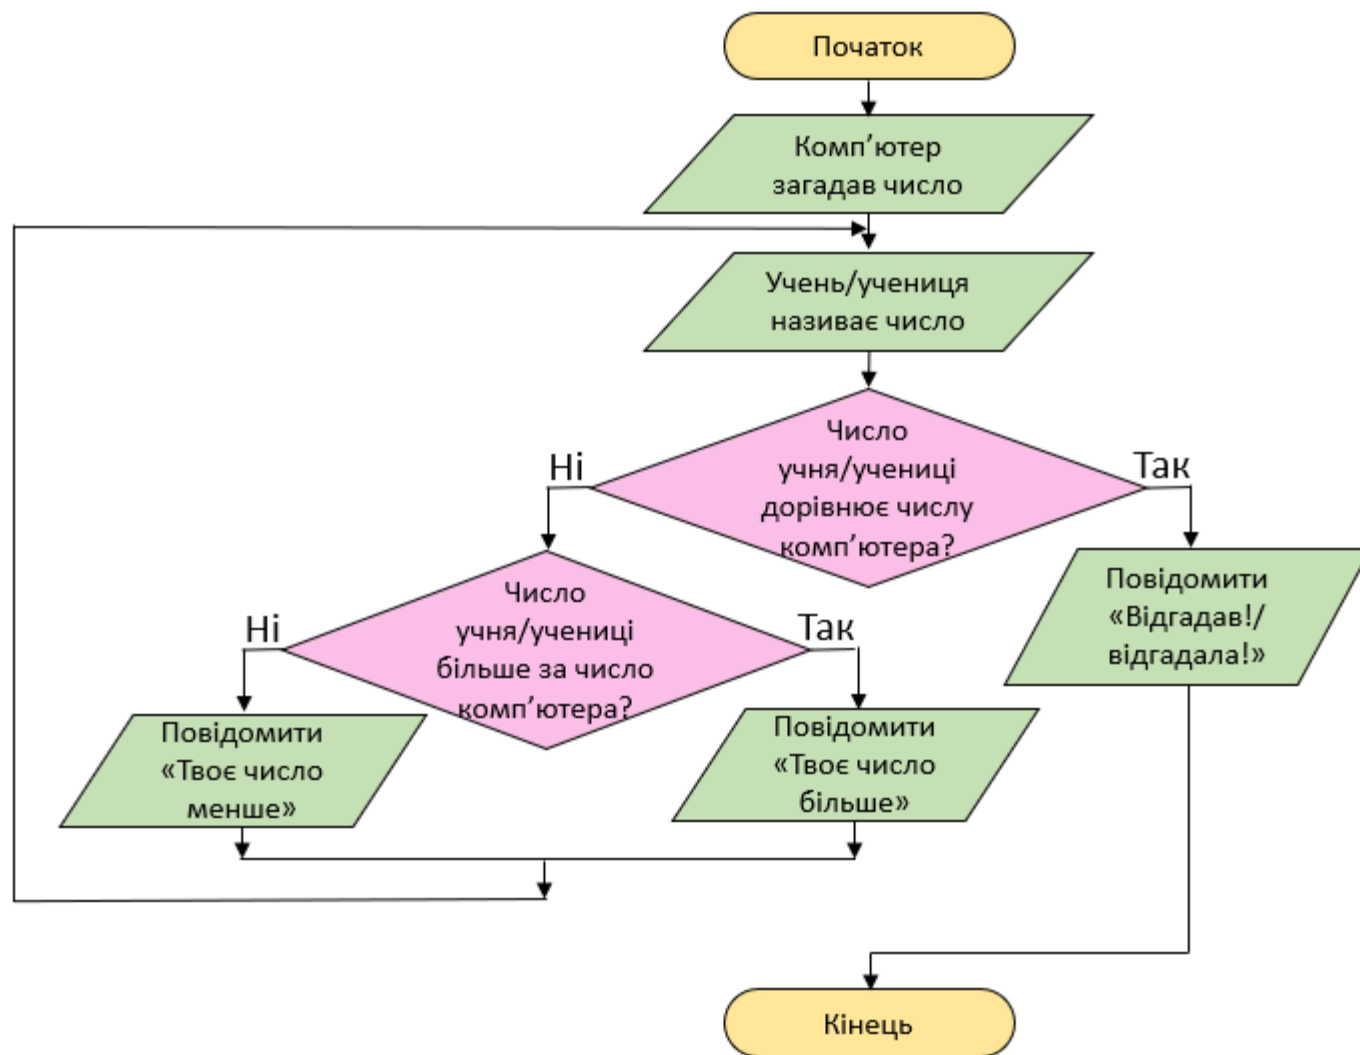 Початок
Комп’ютер
загадав число
Учень/учениця
називає число
Число
учня/учениці
дорівнює числу
комп’ютера?
Ні
Так
Число
учня/учениці
більше за число
комп’ютера?
Ні
Так
Повідомити
«Відгадав!/
відгадала!»
Повідомити
«Твоє число
менше»
Повідомити
«Твоє число
більше»
Кінець